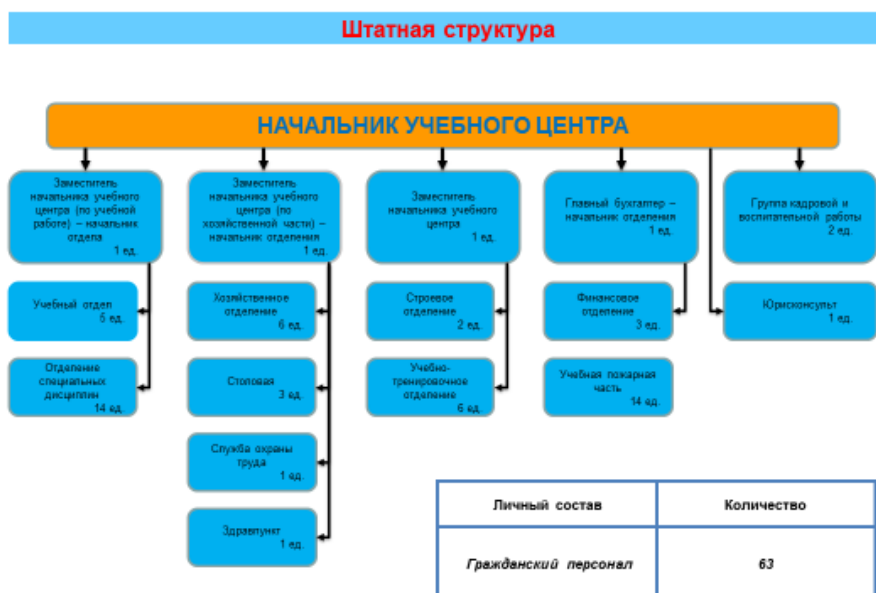 Штатная структура
НАЧАЛЬНИК УЧЕБНОГО ЦЕНТРА
Заместитель
начальника учебного
центра (по учебной
работе) – начальник
отдела
1 ед.
Заместитель
начальника учебного
центра (по
хозяйственной части) –
начальник отделения
1 ед.
Заместитель
начальника учебного
центра
1 ед.
Главный бухгалтер –
начальник отделения
1 ед.
Группа кадровой и
воспитательной работы
2 ед.
Учебный отдел
5 ед.
Хозяйственное
отделение
6 ед.
Строевое
отделение
2 ед.
Финансовое
отделение
3 ед.
Юрисконсульт
1 ед.
Отделение
специальных
дисциплин
14 ед.
Столовая
3 ед.
Учебно-
тренировочное
отделение
6 ед.
Учебная пожарная
часть
14 ед.
Служба охраны
труда
1 ед.
Здравпункт
1 ед.
Личный состав
Количество
Гражданский персонал
63